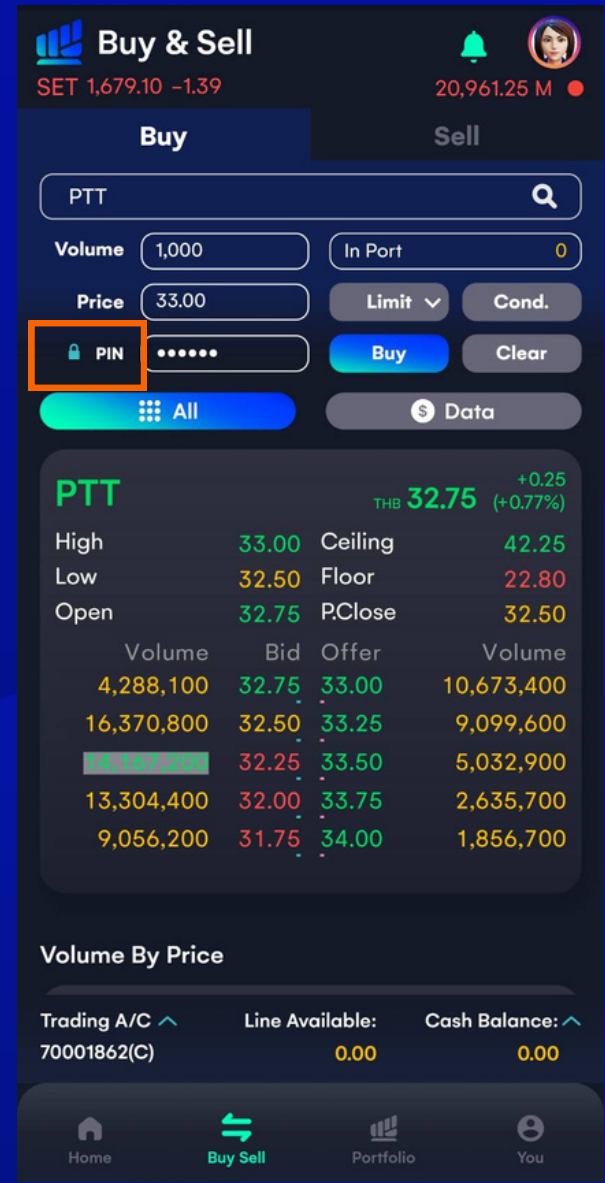 Buy & Sell
SET 1,679.10 -1.39 20,961.25 M
Buy Sell
PTT
Volume 1,000 In Port 0
Price 33.00 Limit Cond.
PIN •••••• Buy Clear
All $ Data
PTT THB 32.75 +0.25 (+0.77%)
High 33.00 Ceiling 42.25
Low 32.50 Floor 22.80
Open 32.75 P.Close 32.50
Volume Bid Offer Volume
4,288,100 32.75 33.00 10,673,400
16,370,800 32.50 33.25 9,099,600
14,167,200 32.25 33.50 5,032,900
13,304,400 32.00 33.75 2,635,700
9,056,200 31.75 34.00 1,856,700
Volume By Price
Trading A/C Line Available: Cash Balance:
70001862(C) 0.00 0.00
Home Buy Sell Portfolio You